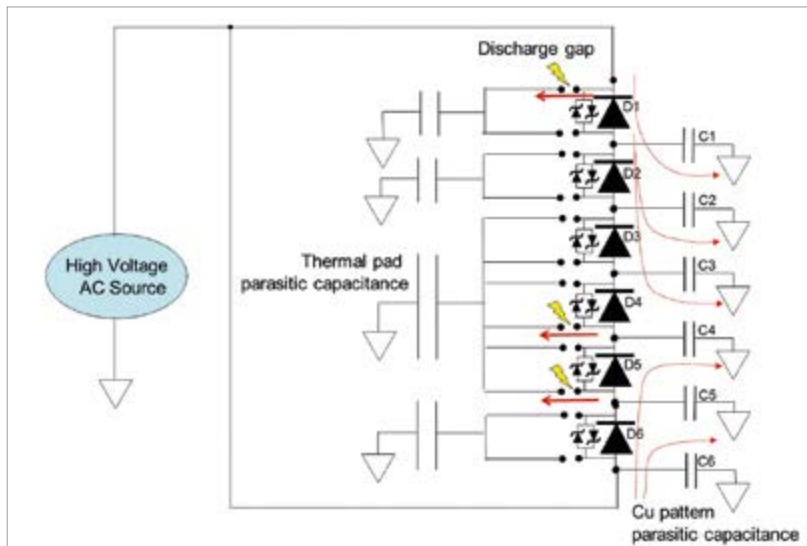 Discharge gap
D1
C1
D2
C2
D3
High Voltage
AC Source
Thermal pad
parasitic capacitance
C3
D4
C4
D5
C5
D6
C6
Cu pattern
parasitic capacitance